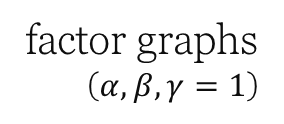 factor graphs
(α, β, γ = 1)